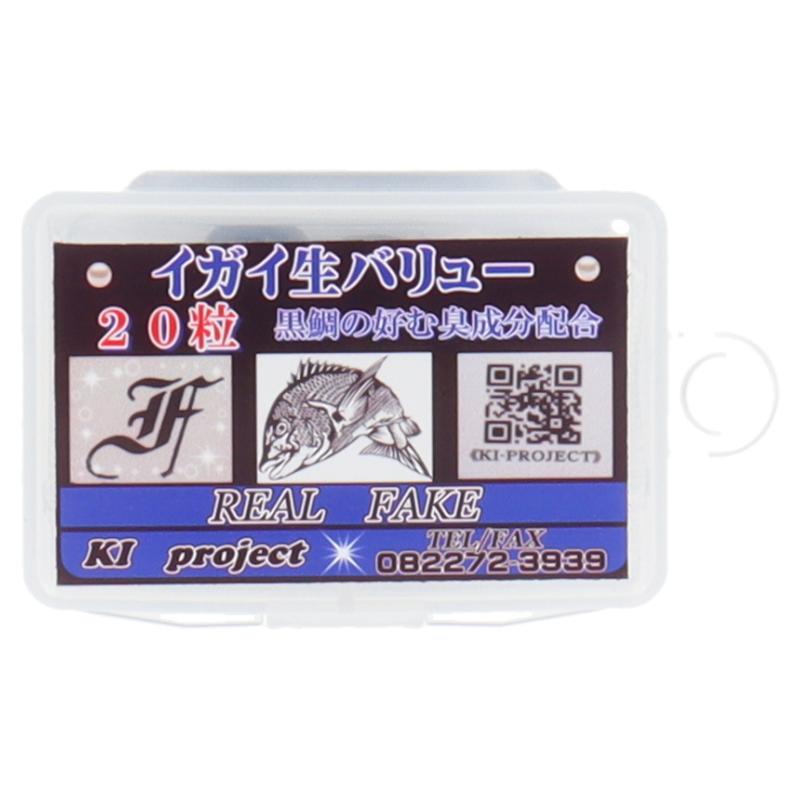 イガイ生バリュー
20粒 黒鯛の好む臭成分配合
F
《KI-PROJECT》
REAL FAKE
KI project
TEL/FAX
082272-3939